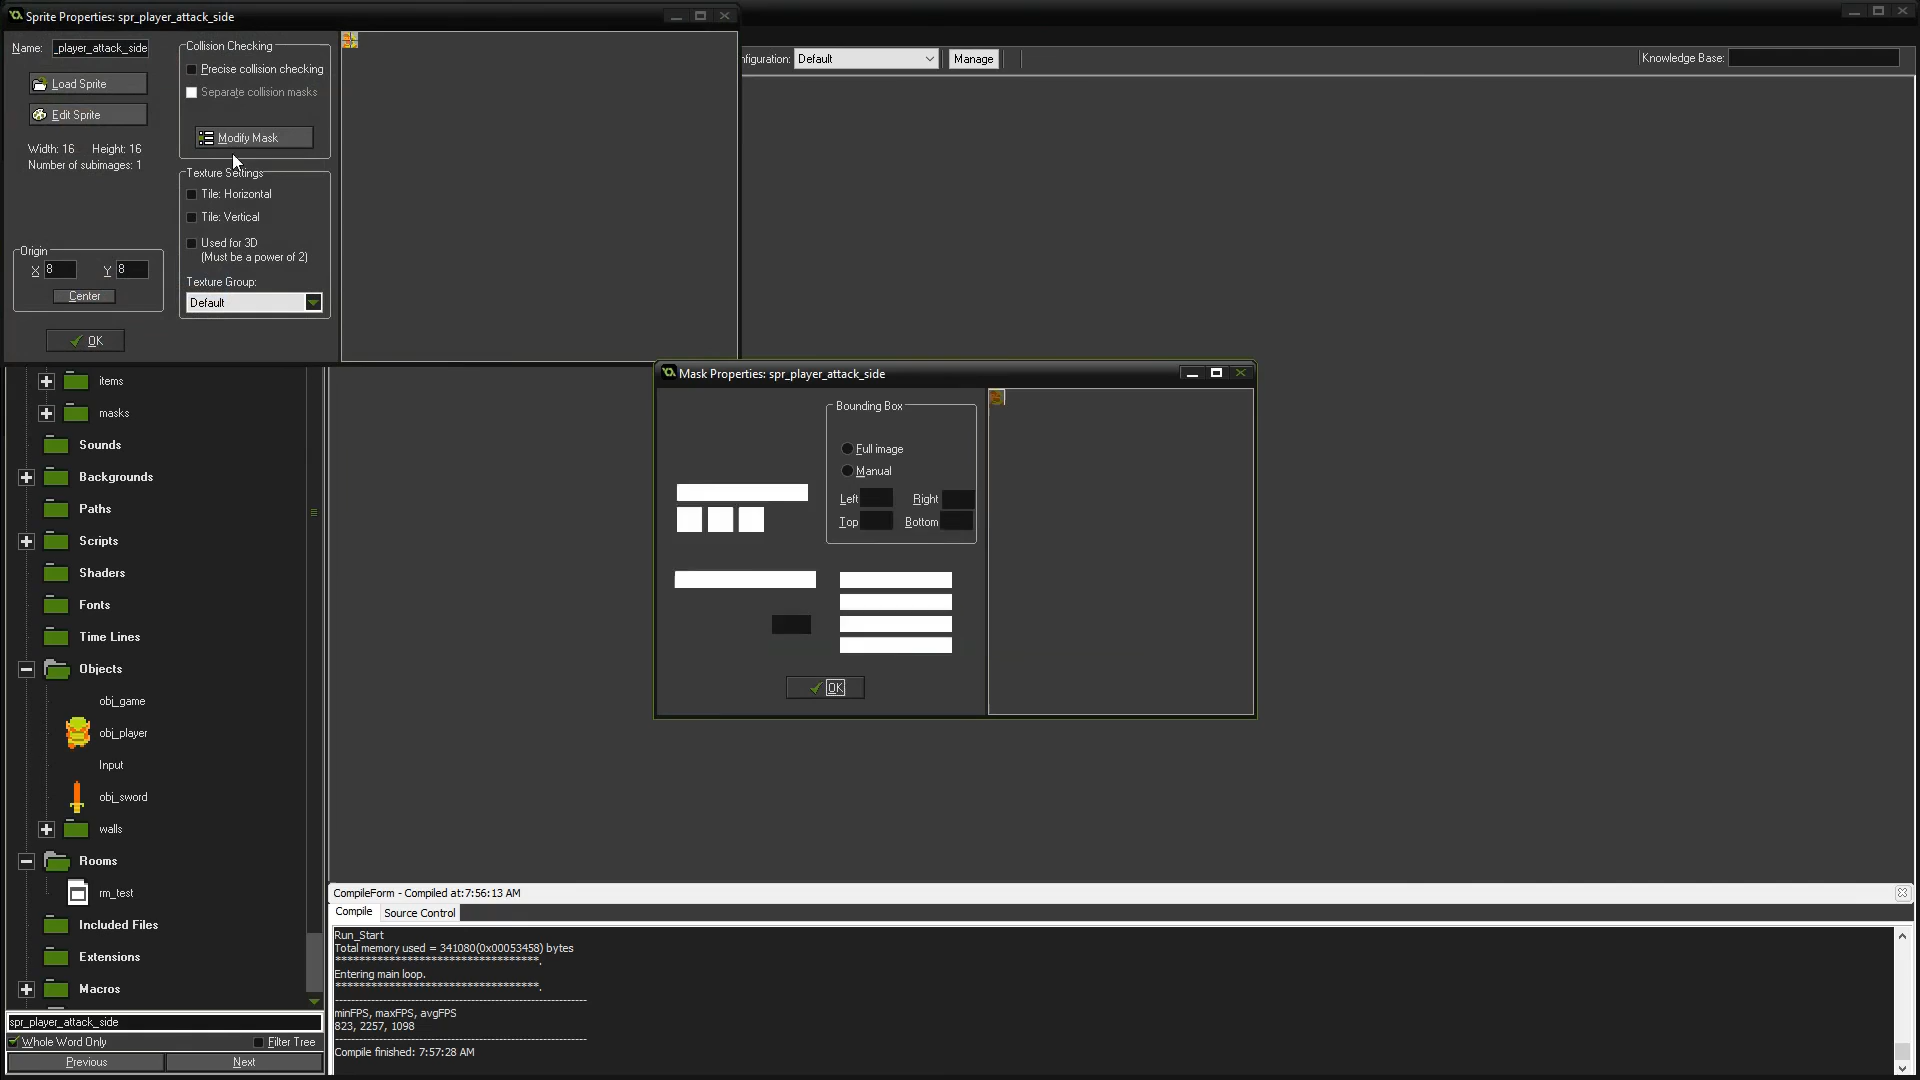 Sprite Properties: spr_player_attack_side
Name: _player_attack_side
Load Sprite
Edit Sprite
Width: 16 Height: 16
Number of subimages: 1
Origin
X 8 Y 8
Center
OK
Collision Checking
Precise collision checking
Separate collision masks
Modify Mask
Texture Settings
Tile: Horizontal
Tile: Vertical
Used for 3D
(Must be a power of 2)
Texture Group:
Default
nfiguration: Default
Manage
Knowledge Base:
items
masks
Sounds
Backgrounds
Paths
Scripts
Shaders
Fonts
Time Lines
Objects
obj_game
obj_player
Input
obj_sword
walls
Rooms
rm_test
Included Files
Extensions
Macros
spr_player_attack_side
Whole Word Only Filter Tree
Previous Next
Mask Properties: spr_player_attack_side
Bounding Box
Full image
Manual
Left Right
Top Bottom
OK
CompileForm - Compiled at:7:56:13 AM
Compile Source Control
Run_Start
Total memory used = 341080(0x00053458) bytes
***********************************.
Entering main loop.
***********************************.
--------------------------------------------------------------
minFPS, maxFPS, avgFPS
823, 2257, 1098
--------------------------------------------------------------
Compile finished: 7:57:28 AM